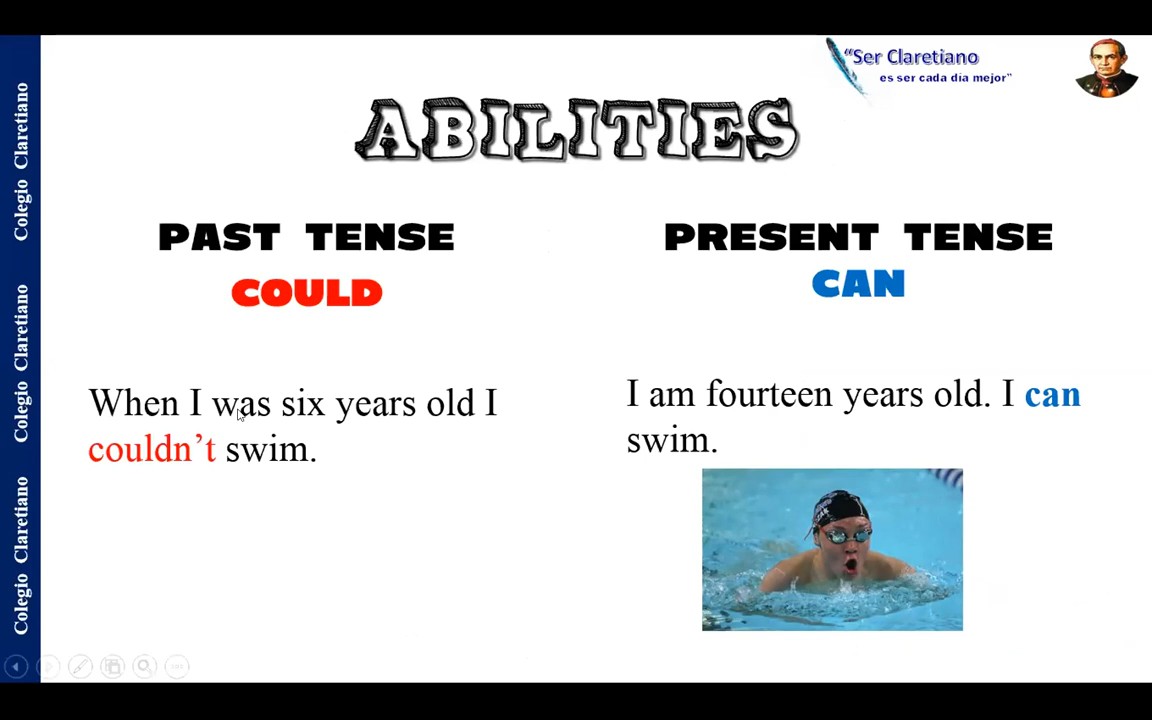 “Ser Claretiano
es ser cada día mejor”
ABILITIES
PAST TENSE
COULD
When I was six years old I
couldn’t swim.
PRESENT TENSE
CAN
I am fourteen years old. I can
swim.
Colegio Claretiano
Colegio Claretiano
Colegio Claretiano